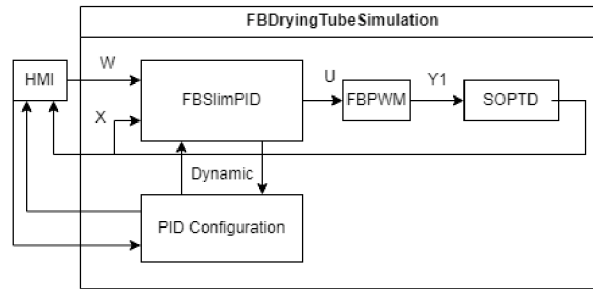 FBDryingTubeSimulation
HMI
W
X
FBSlimPID
U
FBPWM
Y1
SOPTD
Dynamic
PID Configuration